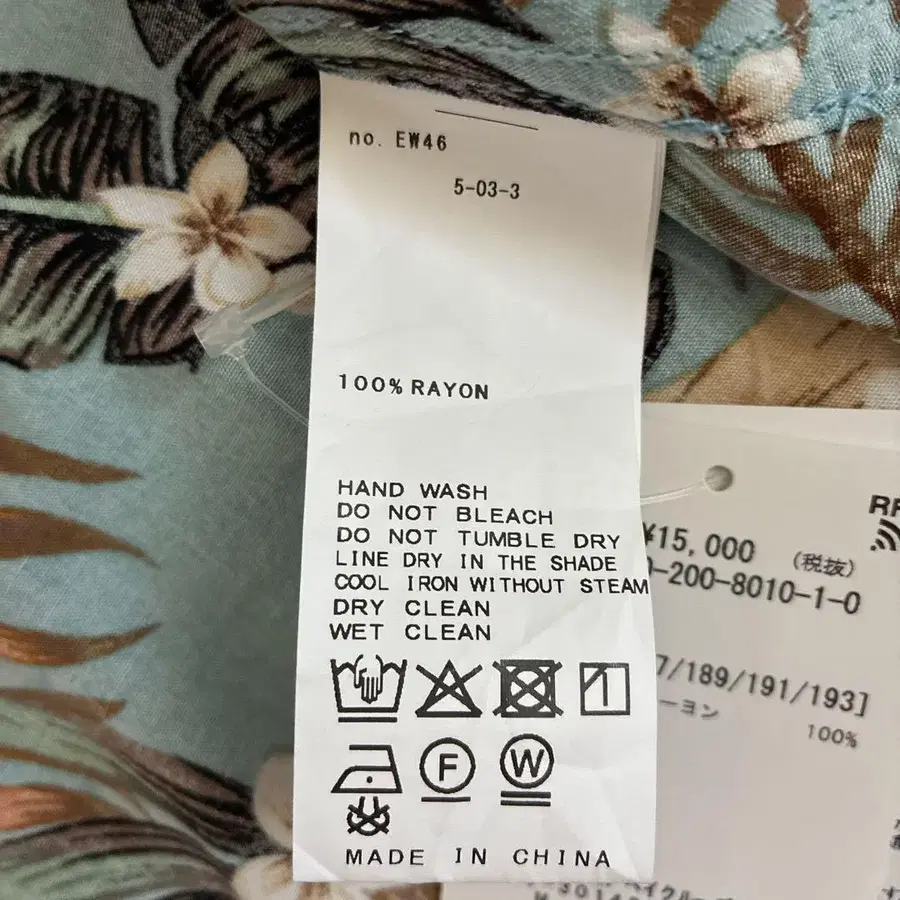 no. EW46
5-03-3
100% RAYON
HAND WASH
DO NOT BLEACH
DO NOT TUMBLE DRY
LINE DRY IN THE SHADE
COOL IRON WITHOUT STEAM
DRY CLEAN
WET CLEAN
F
W
MADE IN CHINA
¥15,000 (税抜)
-200-8010-1-0
/189/191/193]
ーヨン
100%